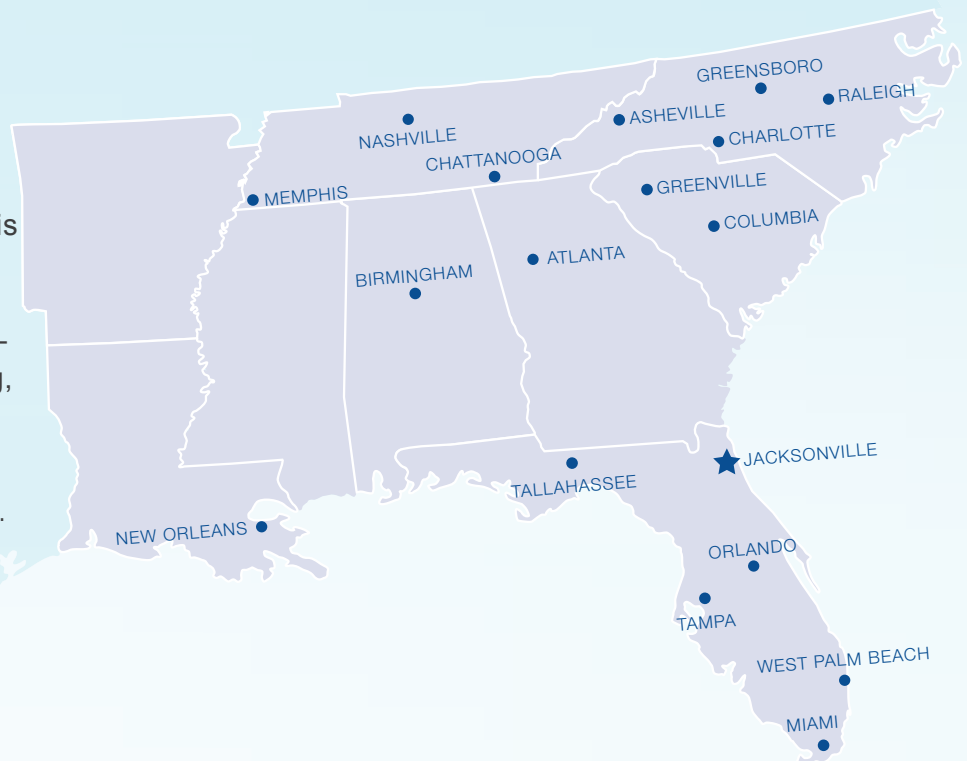 GREENSBORO
RALEIGH
ASHEVILLE
CHARLOTTE
NASHVILLE
CHATTANOOGA
GREENVILLE
MEMPHIS
COLUMBIA
is
ATLANTA
BIRMINGHAM
–
,
JACKSONVILLE
TALLAHASSEE
.
NEW ORLEANS
ORLANDO
TAMPA
WEST PALM BEACH
MIAMI